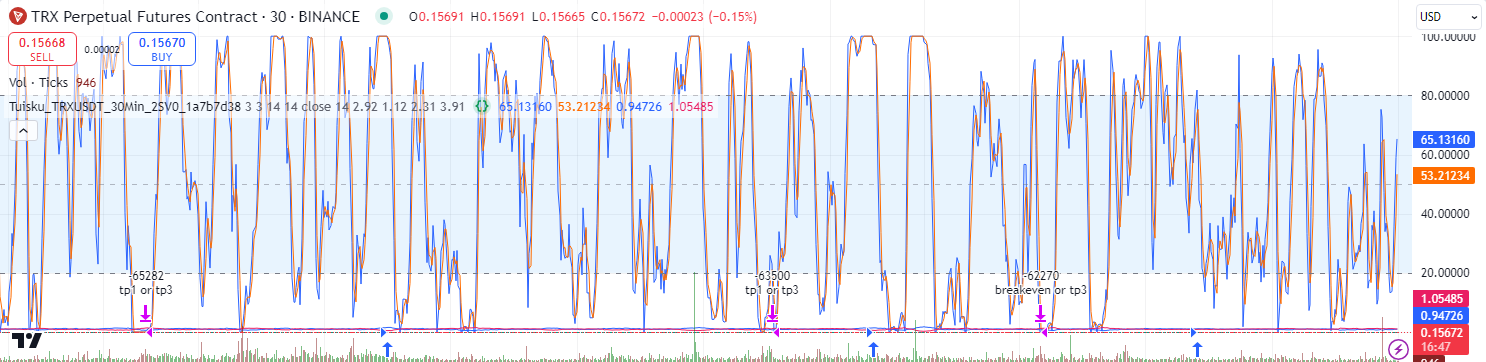 TRX Perpetual Futures Contract · 30 · BINANCE O0.15691 H0.15691 L0.15665 C0.15672 −0.00023 (−0.15%)
USD
0.15668
SELL
0.00002
0.15670
BUY
100.00000
Vol · Ticks 946
Tuisku_TRXUSDT_30Min_2SV0_1a7b7d38 3 3 14 14 close 14 2.92 1.12 2.31 3.91 65.13160 53.21234 0.94726 1.05485
80.00000
65.13160
60.00000
53.21234
40.00000
20.00000
-65282
tp1 or tp3
-63500
tp1 or tp3
-62270
breakeven or tp3
1.05485
0.94726
0.15672
16:47
946